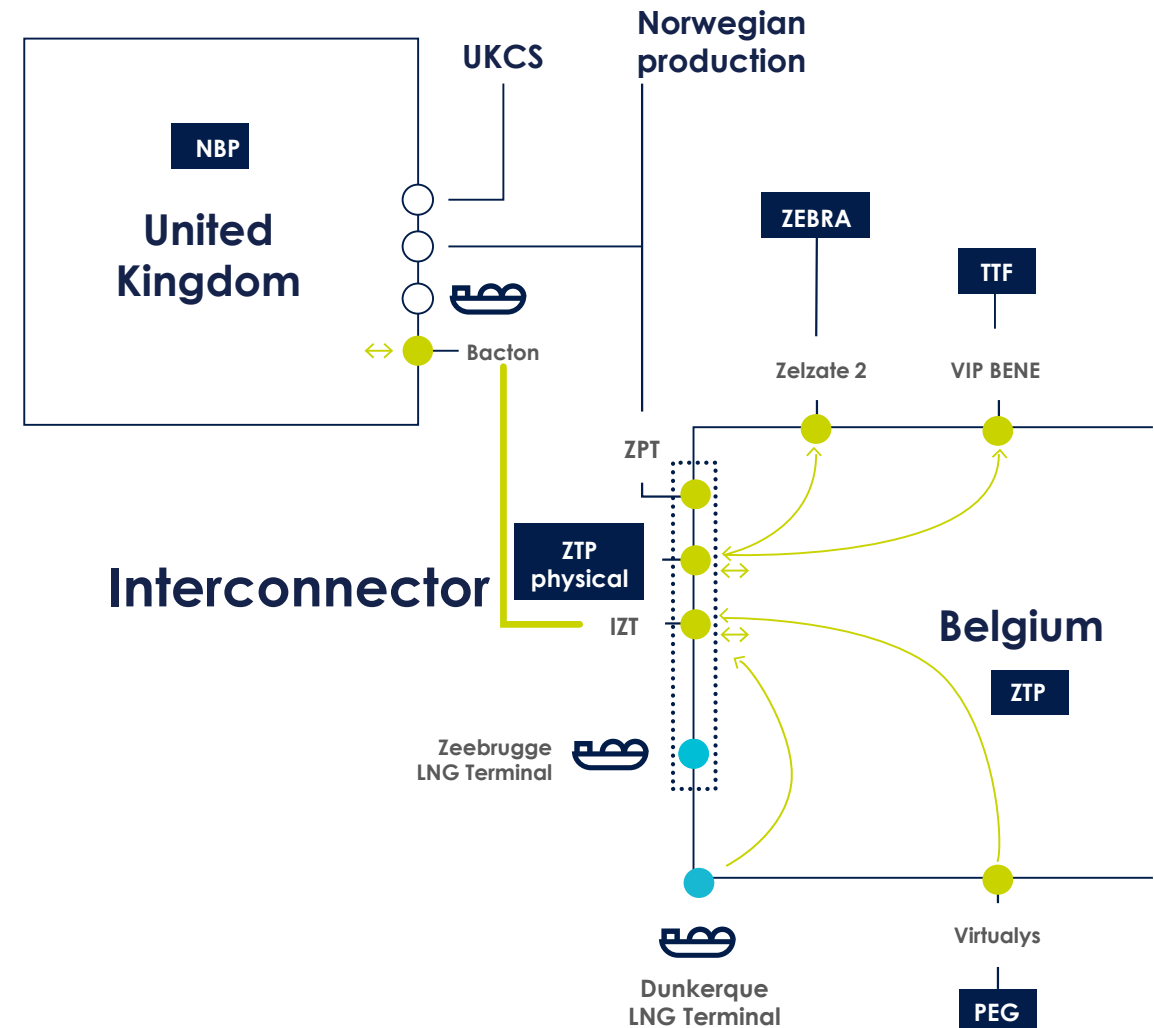 Norwegian
production
UKCS
NBP
United
Kingdom
ZEBRA
TTF
Bacton
Zelzate 2
VIP BENE
ZPT
ZTP
physical
Interconnector
IZT
Belgium
ZTP
Zeebrugge
LNG Terminal
Virtualys
Dunkerque
LNG Terminal
PEG